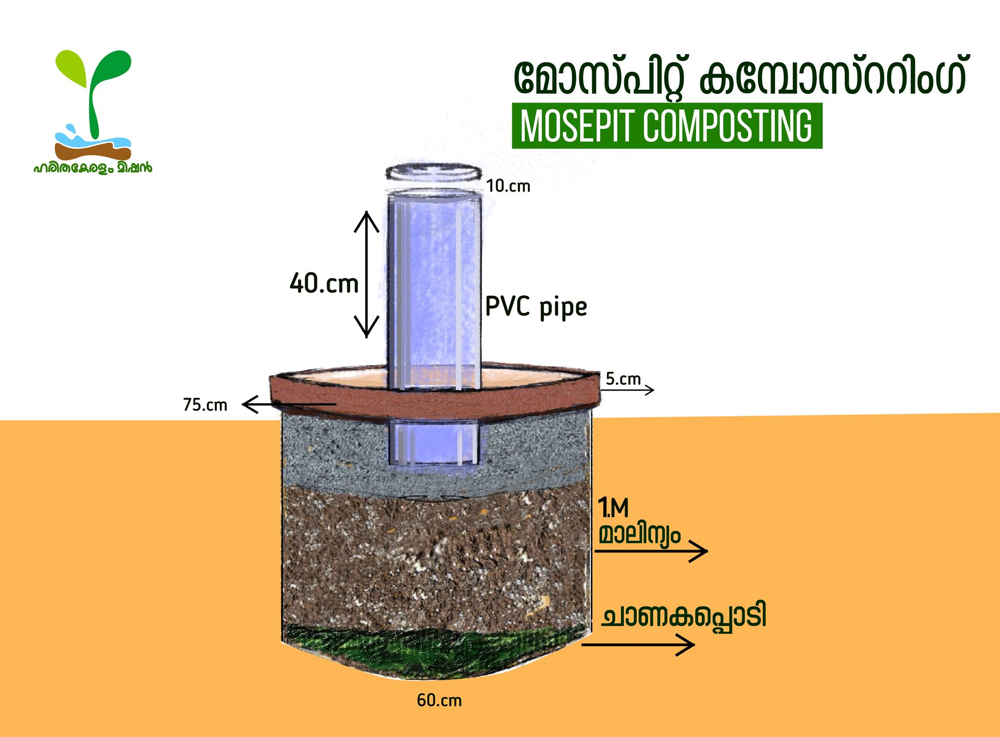 മോസ്പിറ്റ് കമ്പോസ്ററിംഗ്
MOSEPIT COMPOSTING
ഹരിതകേരളം മിഷൻ
10.cm
40.cm
PVC pipe
5.cm
75.cm
1.M
മാലിന്യം
ചാണകപ്പൊടി
60.cm